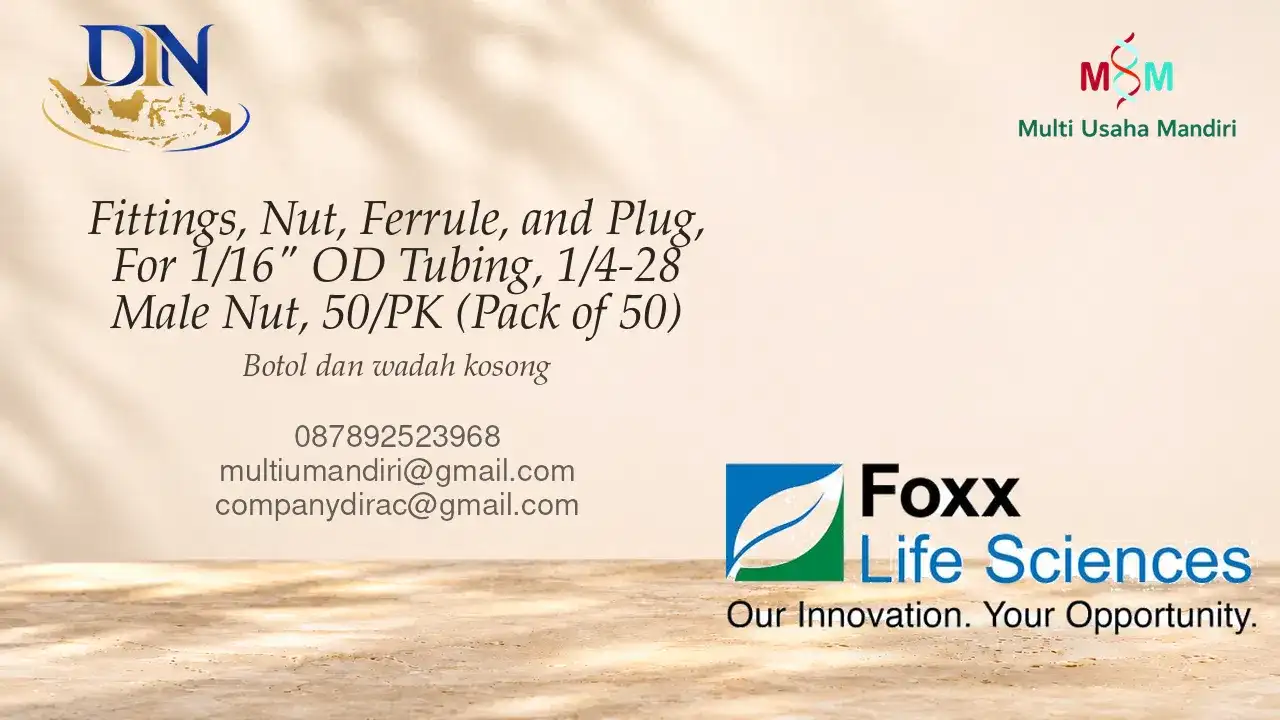 DIN
M M
Multi Usaha Mandiri
Fittings, Nut, Ferrule, and Plug,
For 1/16" OD Tubing, 1/4-28
Male Nut, 50/PK (Pack of 50)
Botol dan wadah kosong
087892523968
multiumandiri@gmail.com
companydirac@gmail.com
Foxx
Life Sciences
Our Innovation. Your Opportunity.